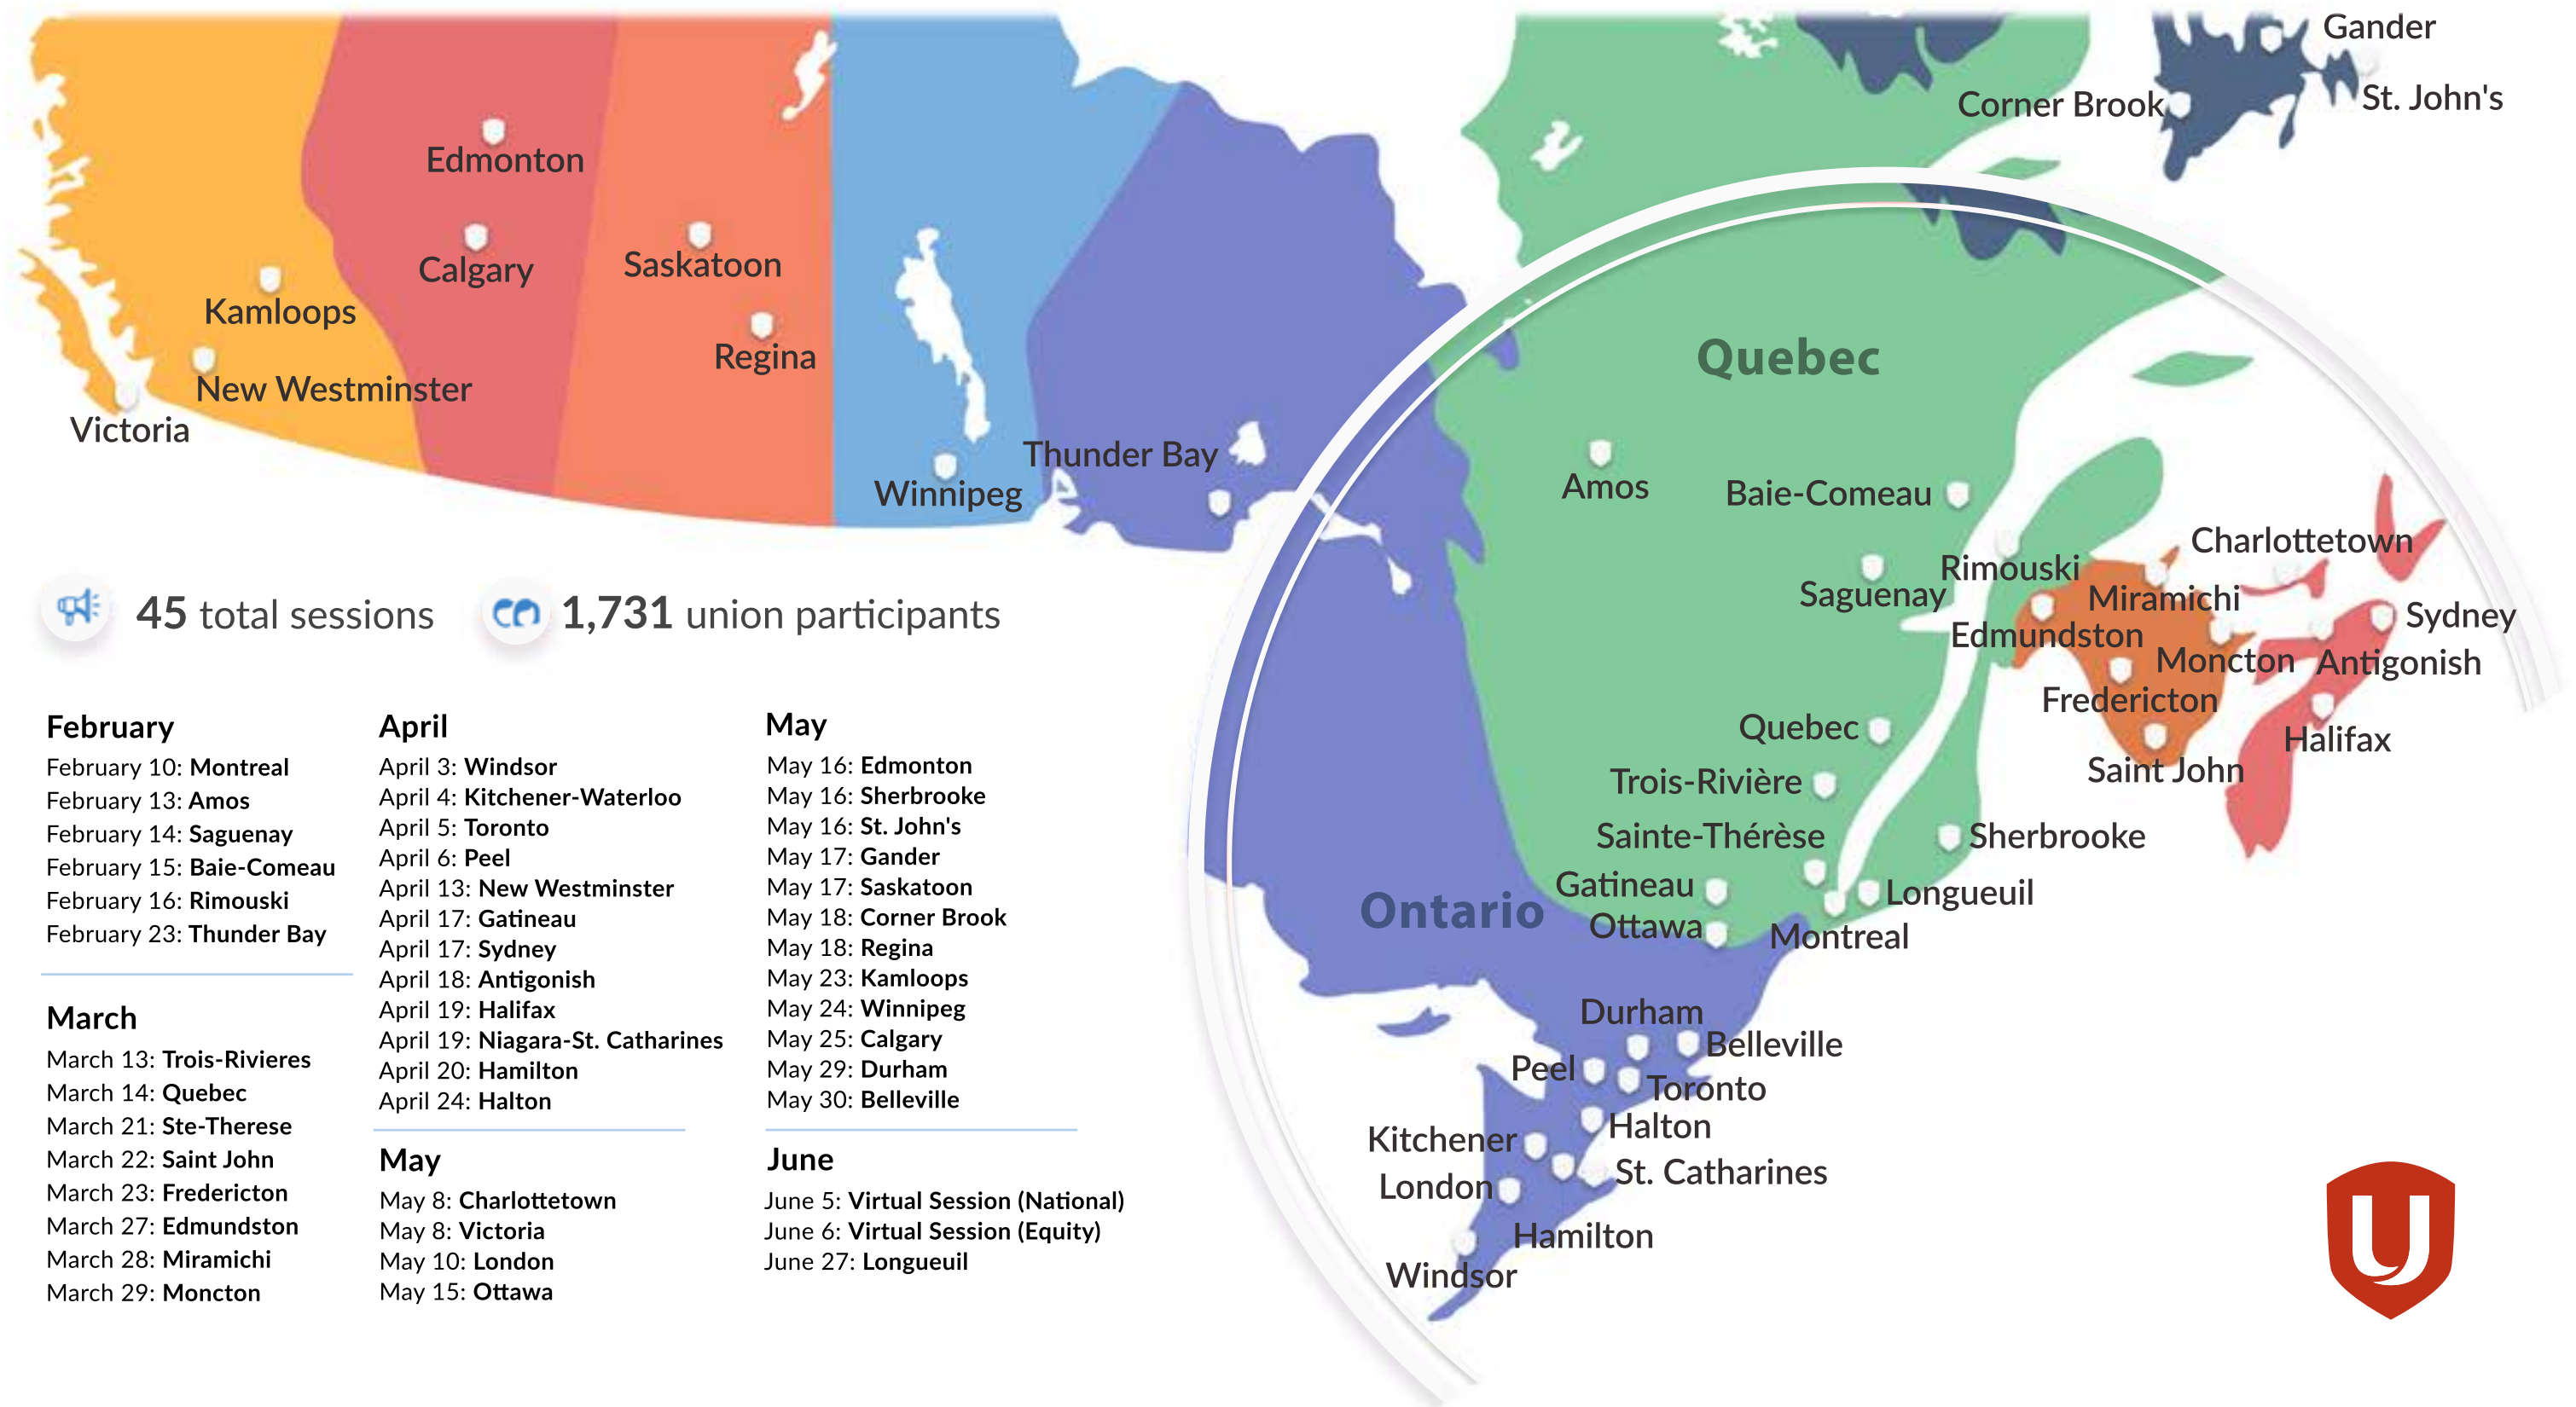 Gander
St. John's
Corner Brook
Edmonton
Calgary
Saskatoon
Kamloops
Regina
New Westminster
Victoria
Winnipeg
Thunder Bay
Quebec
Amos
Baie-Comeau
Charlottetown
Rimouski
Saguenay
Miramichi
Sydney
Edmundston
Moncton
Antigonish
Fredericton
Quebec
Halifax
Saint John
Trois-Rivière
Sainte-Thérèse
Sherbrooke
Gatineau
Longueuil
Ontario
Ottawa
Montreal
Durham
Belleville
Peel
Toronto
Halton
Kitchener
St. Catharines
London
Hamilton
Windsor
45 total sessions
1,731 union participants
February
February 10: Montreal
February 13: Amos
February 14: Saguenay
February 15: Baie-Comeau
February 16: Rimouski
February 23: Thunder Bay
March
March 13: Trois-Rivieres
March 14: Quebec
March 21: Ste-Therese
March 22: Saint John
March 23: Fredericton
March 27: Edmundston
March 28: Miramichi
March 29: Moncton
April
April 3: Windsor
April 4: Kitchener-Waterloo
April 5: Toronto
April 6: Peel
April 13: New Westminster
April 17: Gatineau
April 17: Sydney
April 18: Antigonish
April 19: Halifax
April 19: Niagara-St. Catharines
April 20: Hamilton
April 24: Halton
May
May 8: Charlottetown
May 8: Victoria
May 10: London
May 15: Ottawa
May
May 16: Edmonton
May 16: Sherbrooke
May 16: St. John's
May 17: Gander
May 17: Saskatoon
May 18: Corner Brook
May 18: Regina
May 23: Kamloops
May 24: Winnipeg
May 25: Calgary
May 29: Durham
May 30: Belleville
June
June 5: Virtual Session (National)
June 6: Virtual Session (Equity)
June 27: Longueuil
U